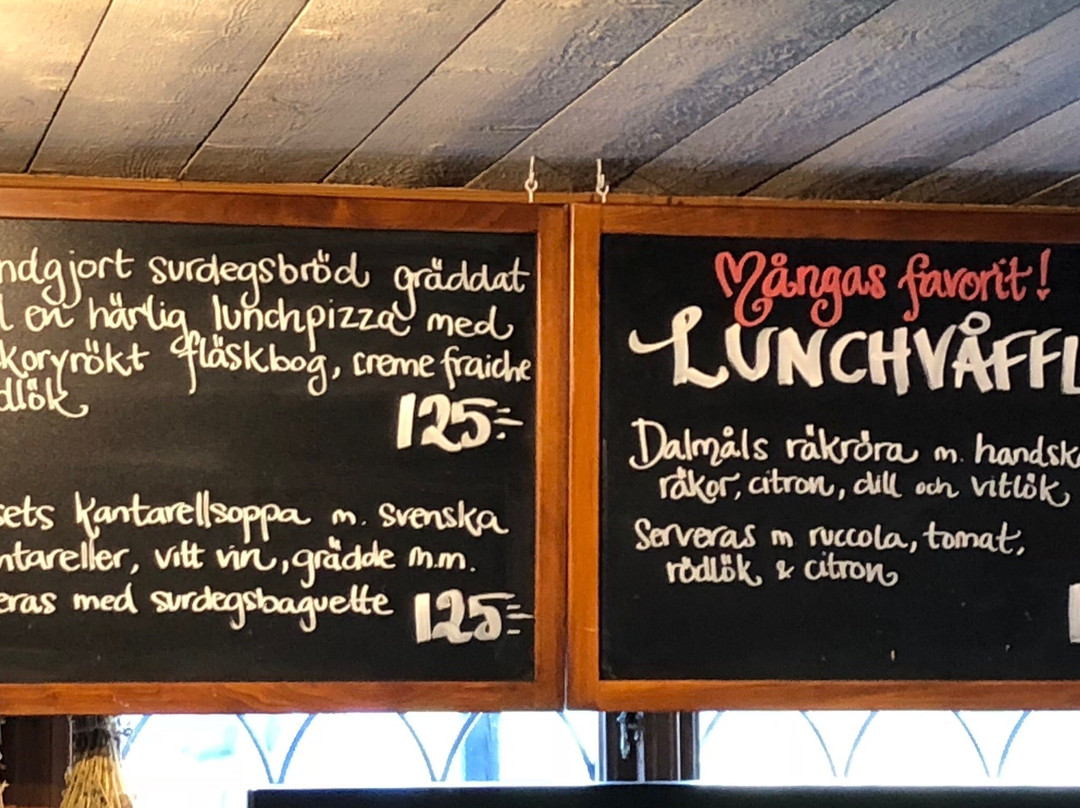 ndgjort surdegsbröd gräddat
en härlig lunchpizza med
koryrökt fläskbog, creme fraiche
dlök
125:-
sets Kantarellsoppa m. svenska
ntareller, vitt vin, grädde m.m.
eras med surdegsbaguette
125:-
Mångas favorit!
LUNCHVÅFFL
Dalmåls räkröra m. handska
räkor, citron, dill och vitlök
Serveras m ruccola, tomat,
rödlök & citron